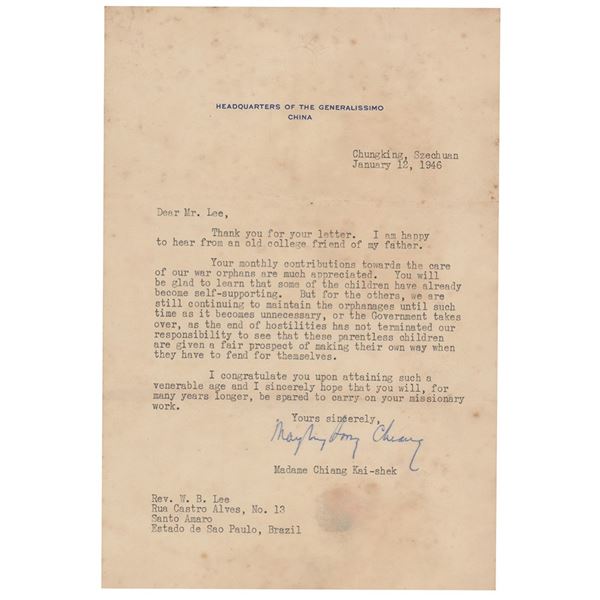 HEADQUARTERS OF THE GENERALISSIMO
CHINA
Chungking, Szechuan
January 12, 1946
Dear Mr. Lee,
Thank you for your letter. I am happy
to hear from an old college friend of my father.
Your monthly contributions towards the care
of our war orphans are much appreciated. You will
be glad to learn that some of the children have already
become self-supporting. But for the others, we are
still continuing to maintain the orphanages until such
time as it becomes unnecessary, or the Government takes
over, as the end of hostilities has not terminated our
responsibility to see that these parentless children
are given a fair prospect of making their own way when
they have to fend for themselves.
I congratulate you upon attaining such a
venerable age and I sincerely hope that you will, for
many years longer, be spared to carry on your missionary
work.
Yours sincerely,
Mayling Soong Chiang
Madame Chiang Kai-shek
Rev. W. B. Lee
Rua Castro Alves, No. 13
Santo Amaro
Estado de Sao Paulo, Brazil